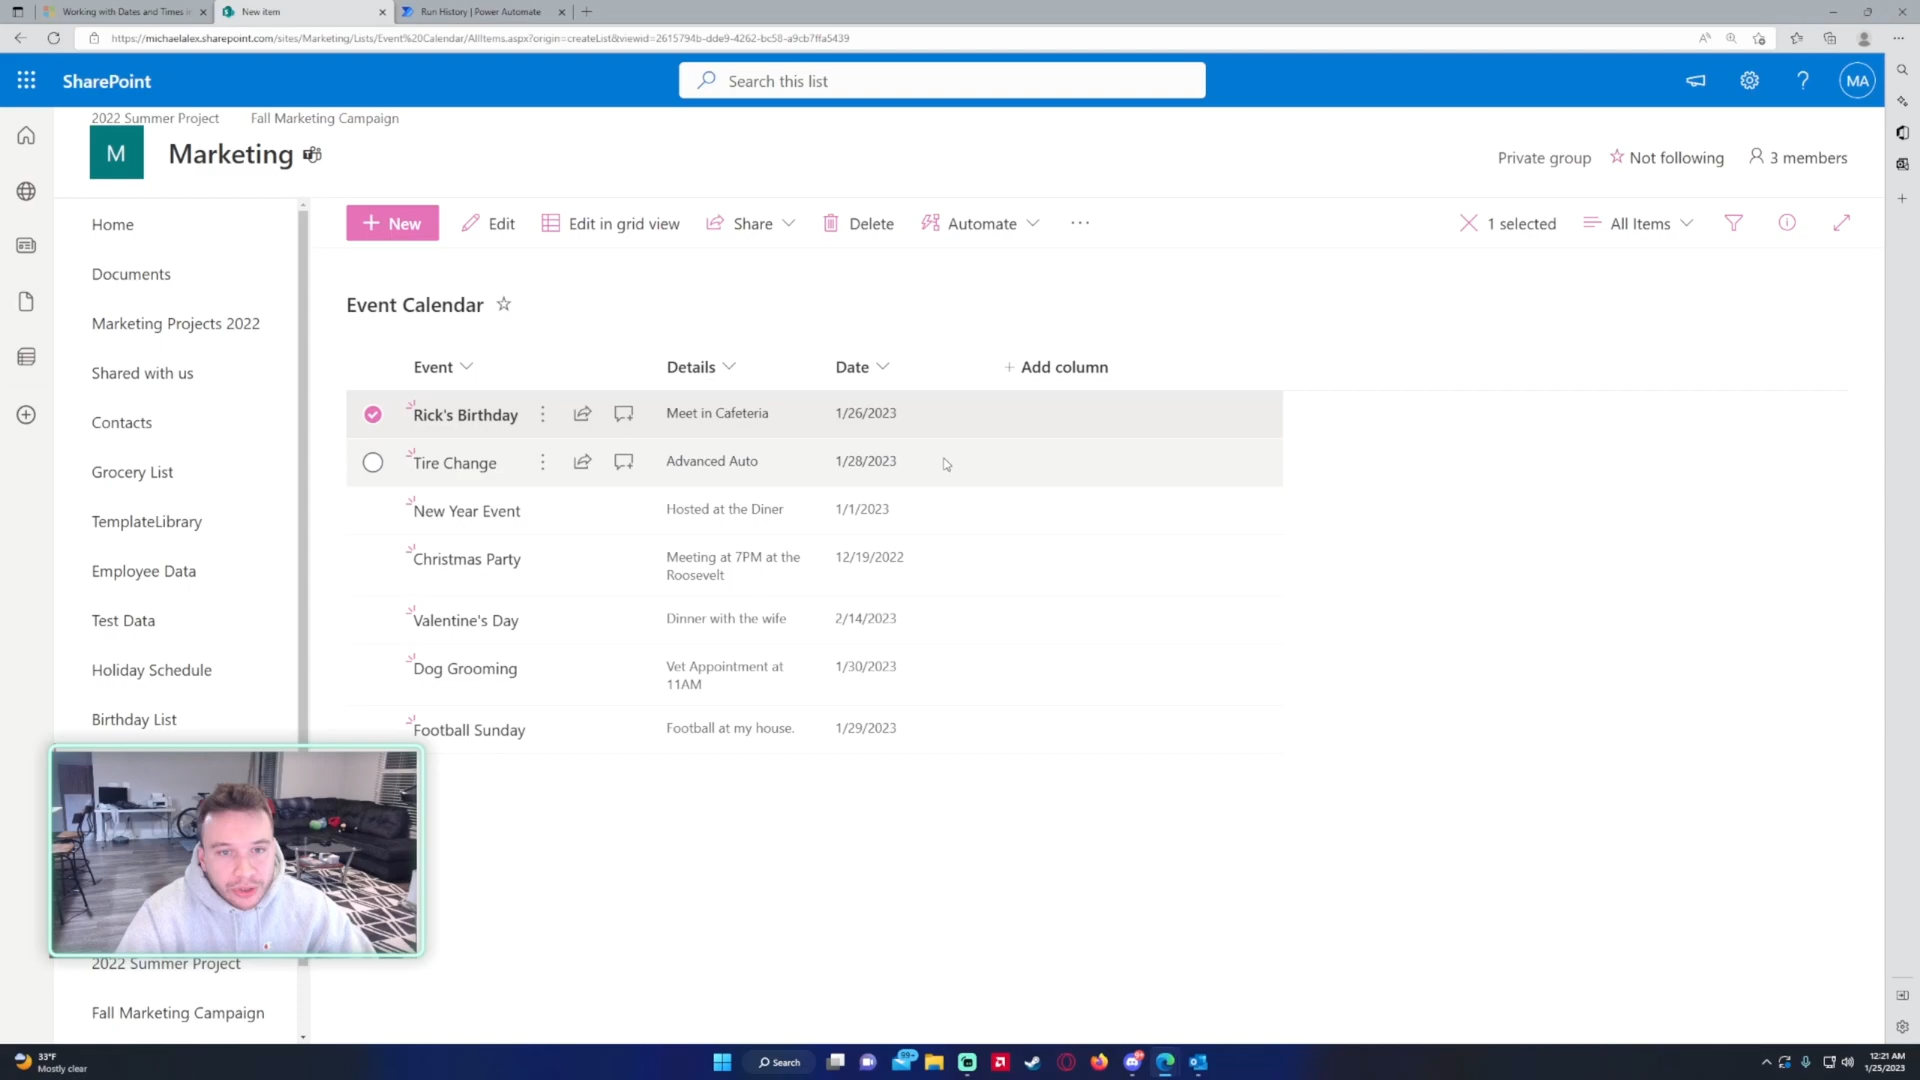 Working with Dates and Times in
New item
Run History | Power Automate
https://michaelalex.sharepoint.com/sites/Marketing/Lists/Event%20Calendar/AllItems.aspx?origin=createList&viewid=2615794b-dde9-4262-bc58-a9cb7ffa5439
SharePoint
Search this list
MA
2022 Summer Project
Fall Marketing Campaign
M
Marketing
Private group
Not following
3 members
Home
Documents
Marketing Projects 2022
Shared with us
Contacts
Grocery List
TemplateLibrary
Employee Data
Test Data
Holiday Schedule
Birthday List
2022 Summer Project
Fall Marketing Campaign
New
Edit
Edit in grid view
Share
Delete
Automate
1 selected
All Items
Event Calendar
Event Details Date Add column
Rick's Birthday Meet in Cafeteria 1/26/2023
Tire Change Advanced Auto 1/28/2023
New Year Event Hosted at the Diner 1/1/2023
Christmas Party Meeting at 7PM at the 12/19/2022
Roosevelt
Valentine's Day Dinner with the wife 2/14/2023
Dog Grooming Vet Appointment at 1/30/2023
11AM
Football Sunday Football at my house. 1/29/2023
33°F
Mostly clear
Search
99+
12:21 AM
1/25/2023